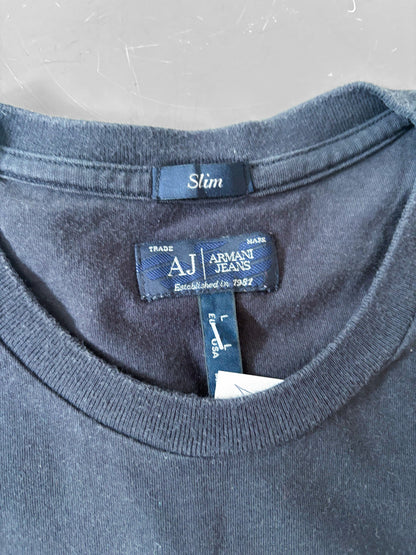 Slim
TRADE MARK
AJ ARMANI
JEANS
Established in 1981
L L
EU USA